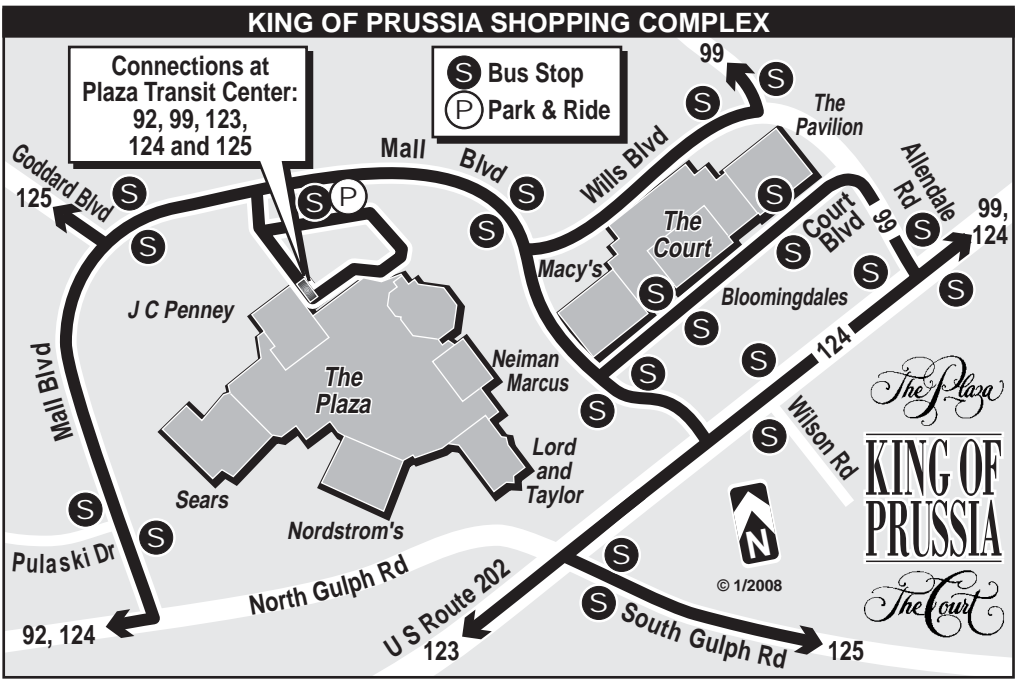 KING OF PRUSSIA SHOPPING COMPLEX
Connections at
Plaza Transit Center:
92, 99, 123,
124 and 125
S Bus Stop
P Park & Ride
99
S
S
The
Pavilion
Mall Blvd
Wills Blvd
Goddard Blvd
125
S
S
S P
S
S
Allendale
Rd
99,
124
S
S
S
99
Court
Blvd
S
S
The
Court
Macy's
S
S
Bloomingdales
J C Penney
124
S
S
S
Neiman
Marcus
The
Plaza
Mall Blvd
The Plaza
Wilson Rd
S
KING OF
PRUSSIA
Lord
and
Taylor
Sears
Nordstrom's
S
S
Pulaski Dr
N
© 1/2008
The Court
North Gulph Rd
U S Route 202
S
S
South Gulph Rd
92, 124
123
125